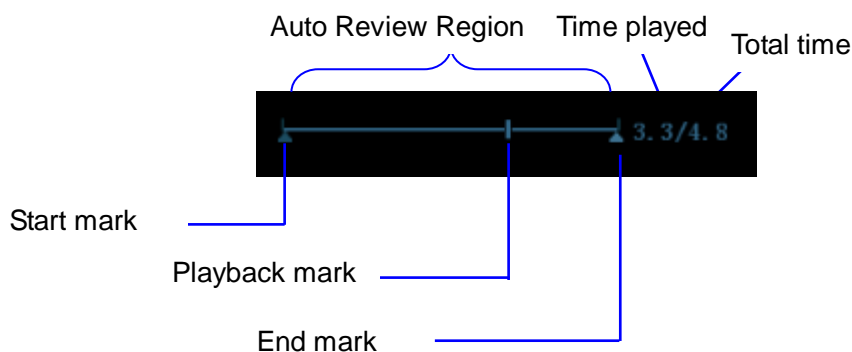 Auto Review Region
Time played
Total time
3.3/4.8
Start mark
Playback mark
End mark